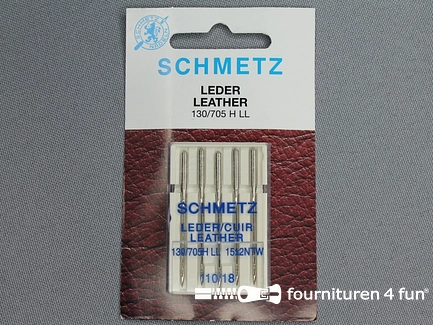 SCHMETZ
LEDER
LEATHER
130/705 H LL
SCHMETZ
LEDER/CUIR
LEATHER
130/705H LL 15x2NTW
110/18
fournituren 4 fun®